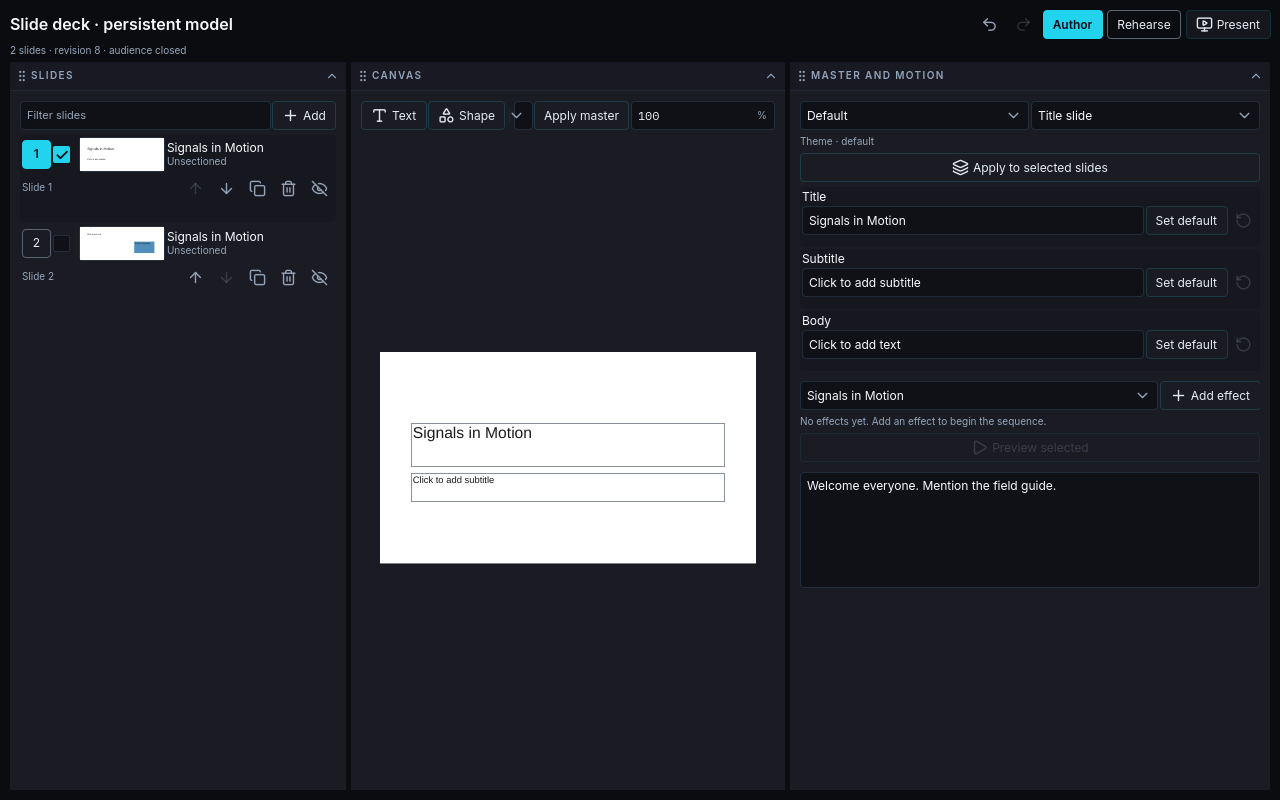 Slide deck · persistent model
Author
Rehearse
Present
2 slides · revision 8 · audience closed
SLIDES
Filter slides
Add
1
Signals in Motion
Unsectioned
Slide 1
2
Signals in Motion
Unsectioned
Slide 2
CANVAS
Text
Shape
Apply master
100 %
Signals in Motion
Click to add subtitle
MASTER AND MOTION
Default
Title slide
Theme · default
Apply to selected slides
Title
Signals in Motion
Set default
Subtitle
Click to add subtitle
Set default
Body
Click to add text
Set default
Signals in Motion
Add effect
No effects yet. Add an effect to begin the sequence.
Preview selected
Welcome everyone. Mention the field guide.